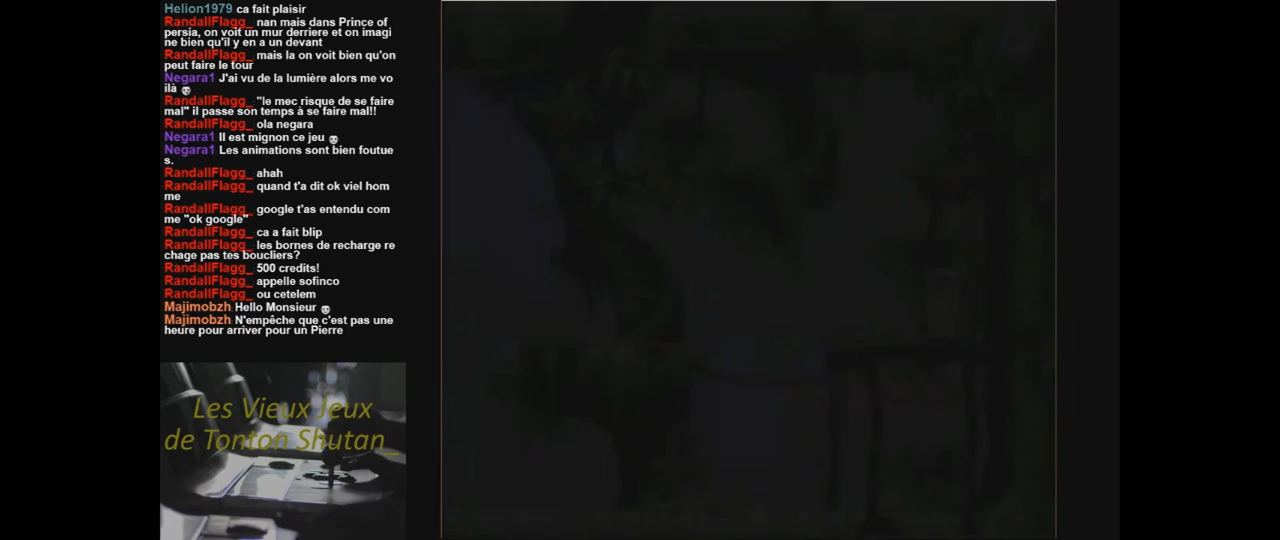 Helion1979 ca fait plaisir
RandallFlagg_ nan mais dans Prince of
persia, on voit un mur derriere et on imagi
ne bien qu'il y en a un devant
RandallFlagg_ mais la on voit bien qu'on
peut faire le tour
Negara1 J'ai vu de la lumière alors me vo
ilà
RandallFlagg_ "le mec risque de se faire
mal" il passe son temps à se faire mal!!
RandallFlagg_ ola negara
Negara1 Il est mignon ce jeu
Negara1 Les animations sont bien foutue
s.
RandallFlagg_ ahah
RandallFlagg_ quand t'a dit ok viel hom
me
RandallFlagg_ google t'as entendu com
me "ok google"
RandallFlagg_ ca a fait blip
RandallFlagg_ les bornes de recharge re
chage pas tes boucliers?
RandallFlagg_ 500 credits!
RandallFlagg_ appelle sofinco
RandallFlagg_ ou cetelem
Majimobzh Hello Monsieur
Majimobzh N'empêche que c'est pas une
heure pour arriver pour un Pierre
Les Vieux Jeux
de Tonton Shutan_